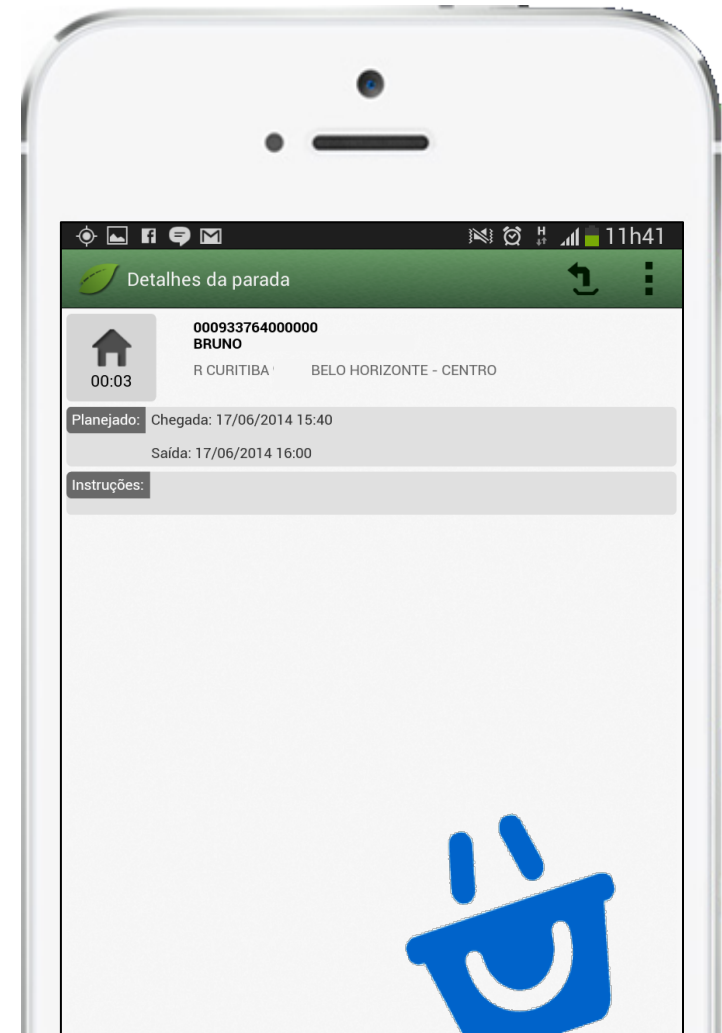 11h41
Detalhes da parada
000933764000000
BRUNO
00:03
R CURITIBA BELO HORIZONTE - CENTRO
Planejado: Chegada: 17/06/2014 15:40
Saída: 17/06/2014 16:00
Instruções: